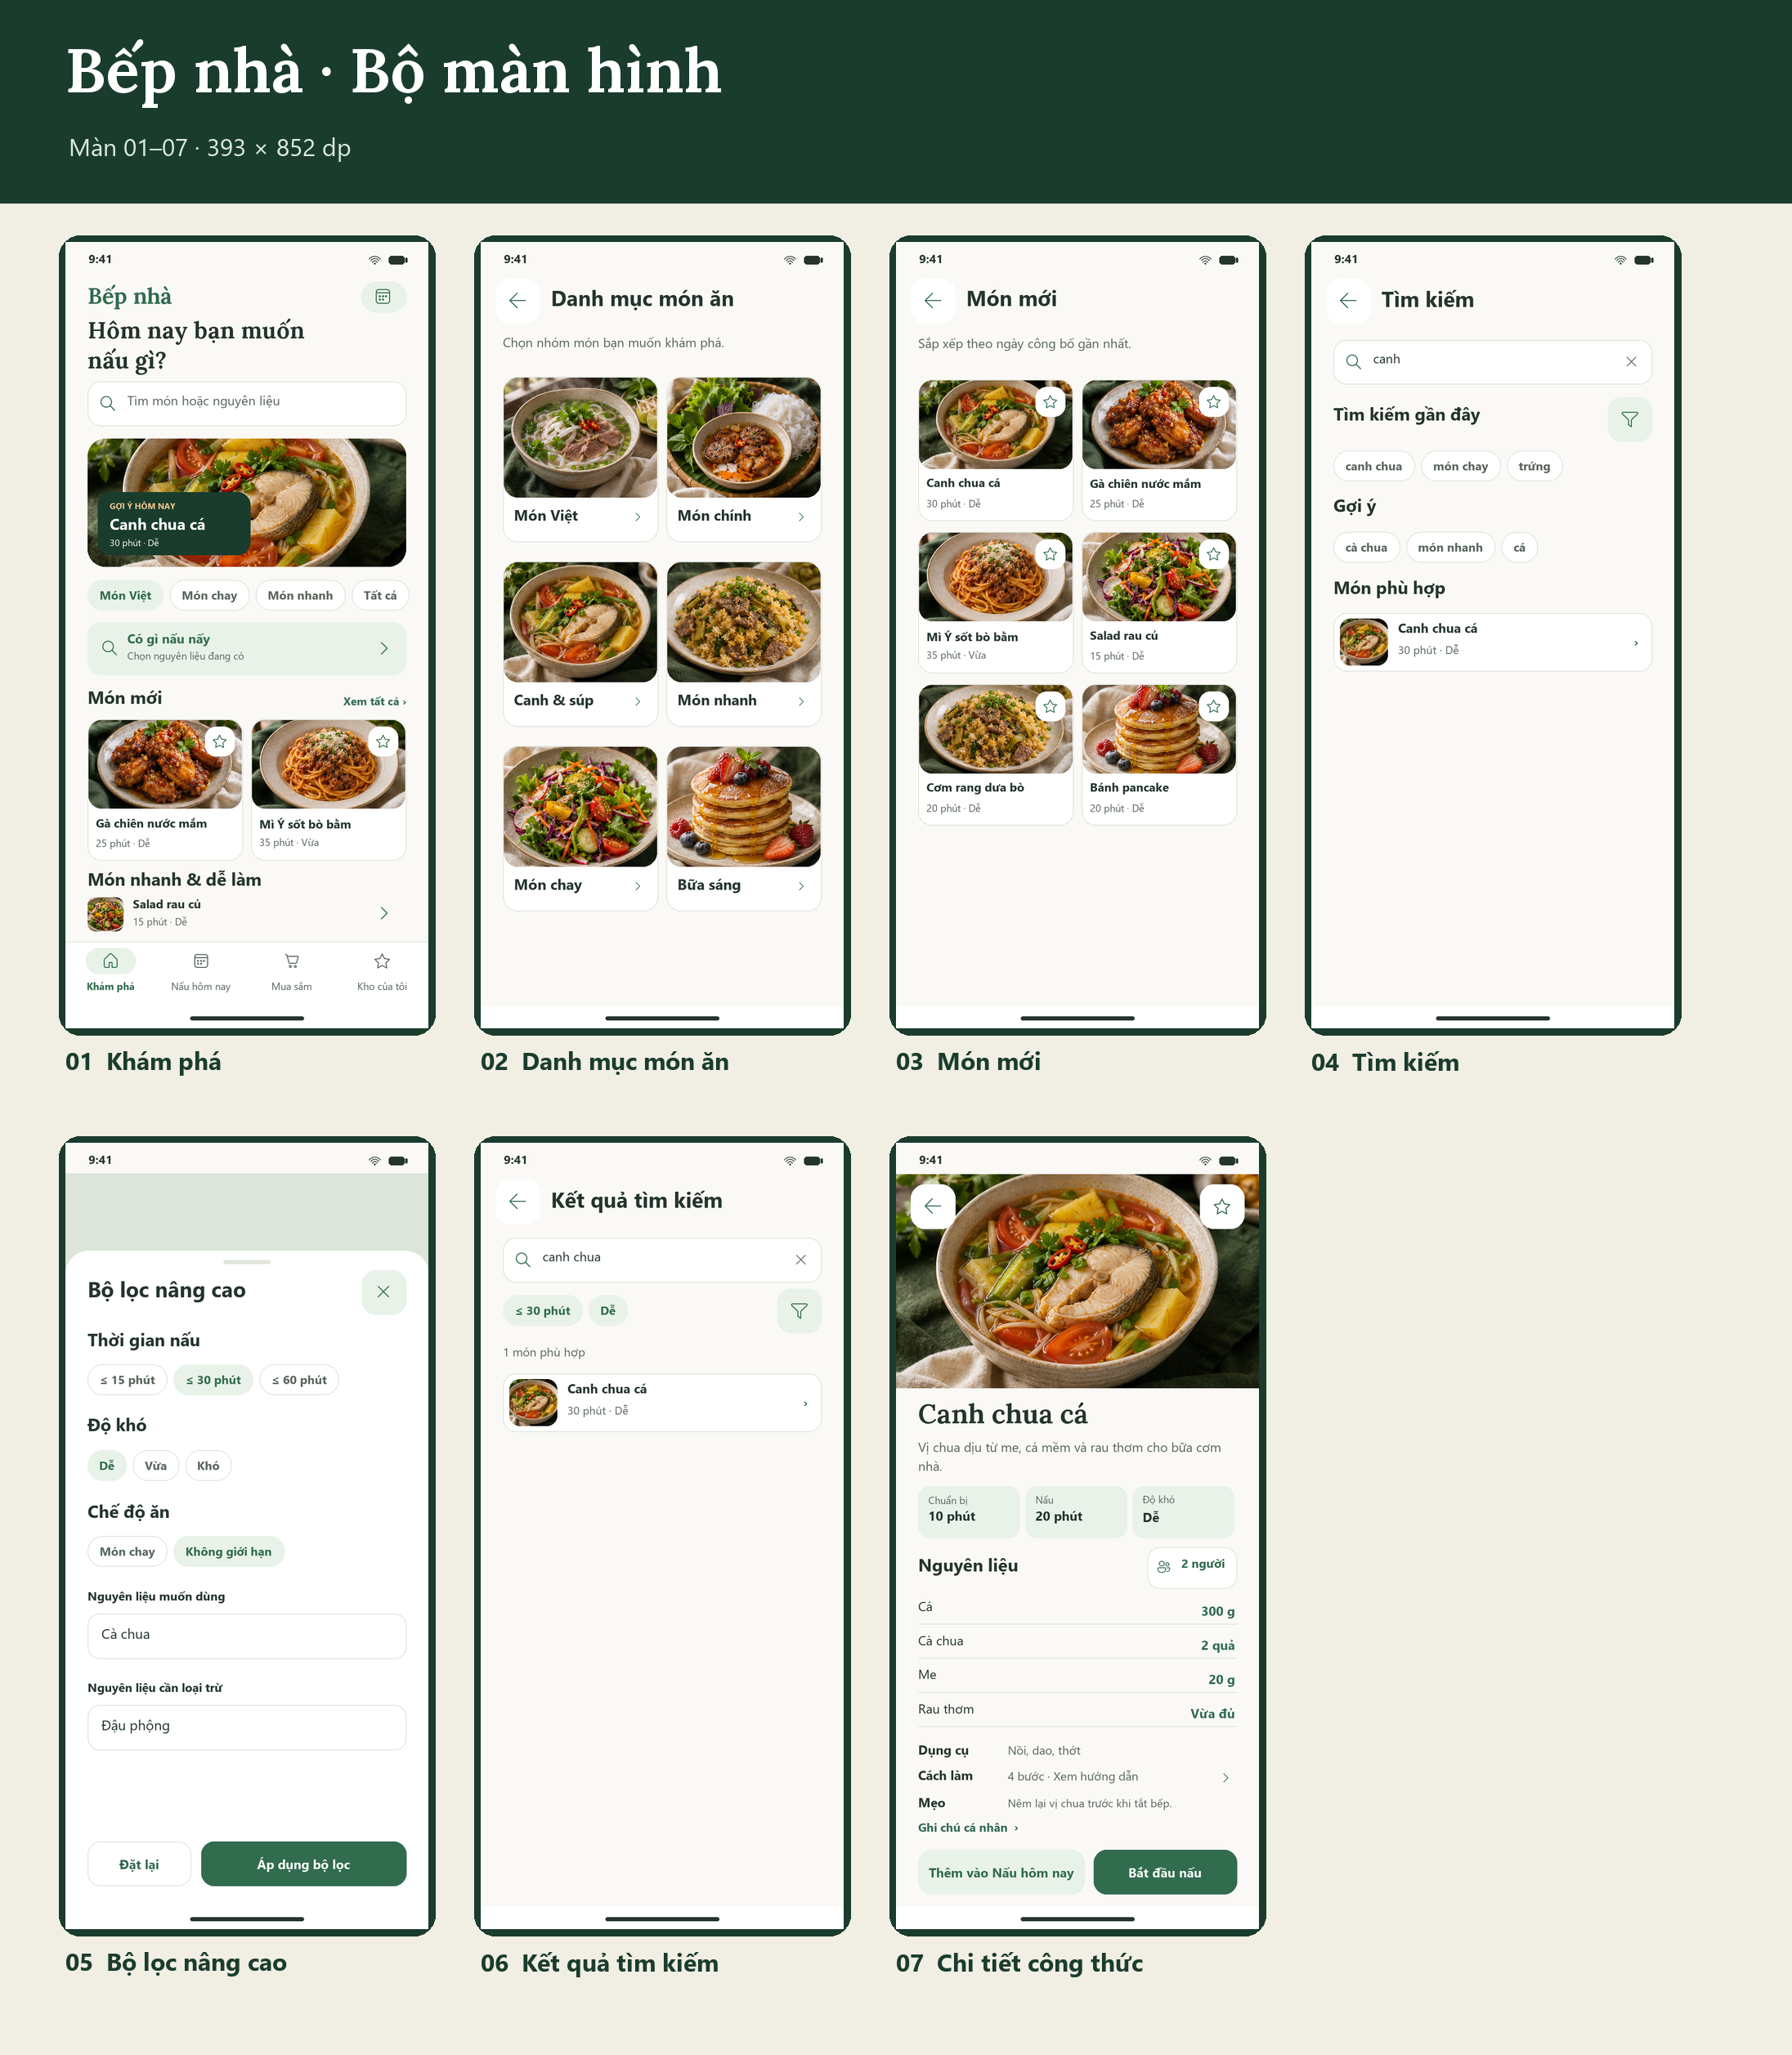 Bếp nhà · Bộ màn hình
Màn 01–07 · 393 × 852 dp
9:41
Bếp nhà
Hôm nay bạn muốn
nấu gì?
Tìm món hoặc nguyên liệu
GỢI Ý HÔM NAY
Canh chua cá
30 phút · Dễ
Món Việt
Món chay
Món nhanh
Tất cả
Có gì nấu nấy
Chọn nguyên liệu đang có
Món mới
Xem tất cả ›
Gà chiên nước mắm
25 phút · Dễ
Mì Ý sốt bò bằm
35 phút · Vừa
Món nhanh & dễ làm
Salad rau củ
15 phút · Dễ
Khám phá
Nấu hôm nay
Mua sắm
Kho của tôi
01 Khám phá
9:41
Danh mục món ăn
Chọn nhóm món bạn muốn khám phá.
Món Việt
Món chính
Canh & súp
Món nhanh
Món chay
Bữa sáng
02 Danh mục món ăn
9:41
Món mới
Sắp xếp theo ngày công bố gần nhất.
Canh chua cá
30 phút · Dễ
Gà chiên nước mắm
25 phút · Dễ
Mì Ý sốt bò bằm
35 phút · Vừa
Salad rau củ
15 phút · Dễ
Cơm rang dưa bò
20 phút · Dễ
Bánh pancake
20 phút · Dễ
03 Món mới
9:41
Tìm kiếm
canh
Tìm kiếm gần đây
canh chua
món chay
trứng
Gợi ý
cà chua
món nhanh
cá
Món phù hợp
Canh chua cá
30 phút · Dễ
04 Tìm kiếm
9:41
Bộ lọc nâng cao
Thời gian nấu
≤ 15 phút
≤ 30 phút
≤ 60 phút
Độ khó
Dễ
Vừa
Khó
Chế độ ăn
Món chay
Không giới hạn
Nguyên liệu muốn dùng
Cà chua
Nguyên liệu cần loại trừ
Đậu phộng
Đặt lại
Áp dụng bộ lọc
05 Bộ lọc nâng cao
9:41
Kết quả tìm kiếm
canh chua
≤ 30 phút
Dễ
1 món phù hợp
Canh chua cá
30 phút · Dễ
06 Kết quả tìm kiếm
9:41
Canh chua cá
Vị chua dịu từ me, cá mềm và rau thơm cho bữa cơm
nhà.
Chuẩn bị
10 phút
Nấu
20 phút
Độ khó
Dễ
Nguyên liệu
2 người
Cá
300 g
Cà chua
2 quả
Me
20 g
Rau thơm
Vừa đủ
Dụng cụ
Nồi, dao, thớt
Cách làm
4 bước · Xem hướng dẫn
Mẹo
Nêm lại vị chua trước khi tắt bếp.
Ghi chú cá nhân ›
Thêm vào Nấu hôm nay
Bắt đầu nấu
07 Chi tiết công thức